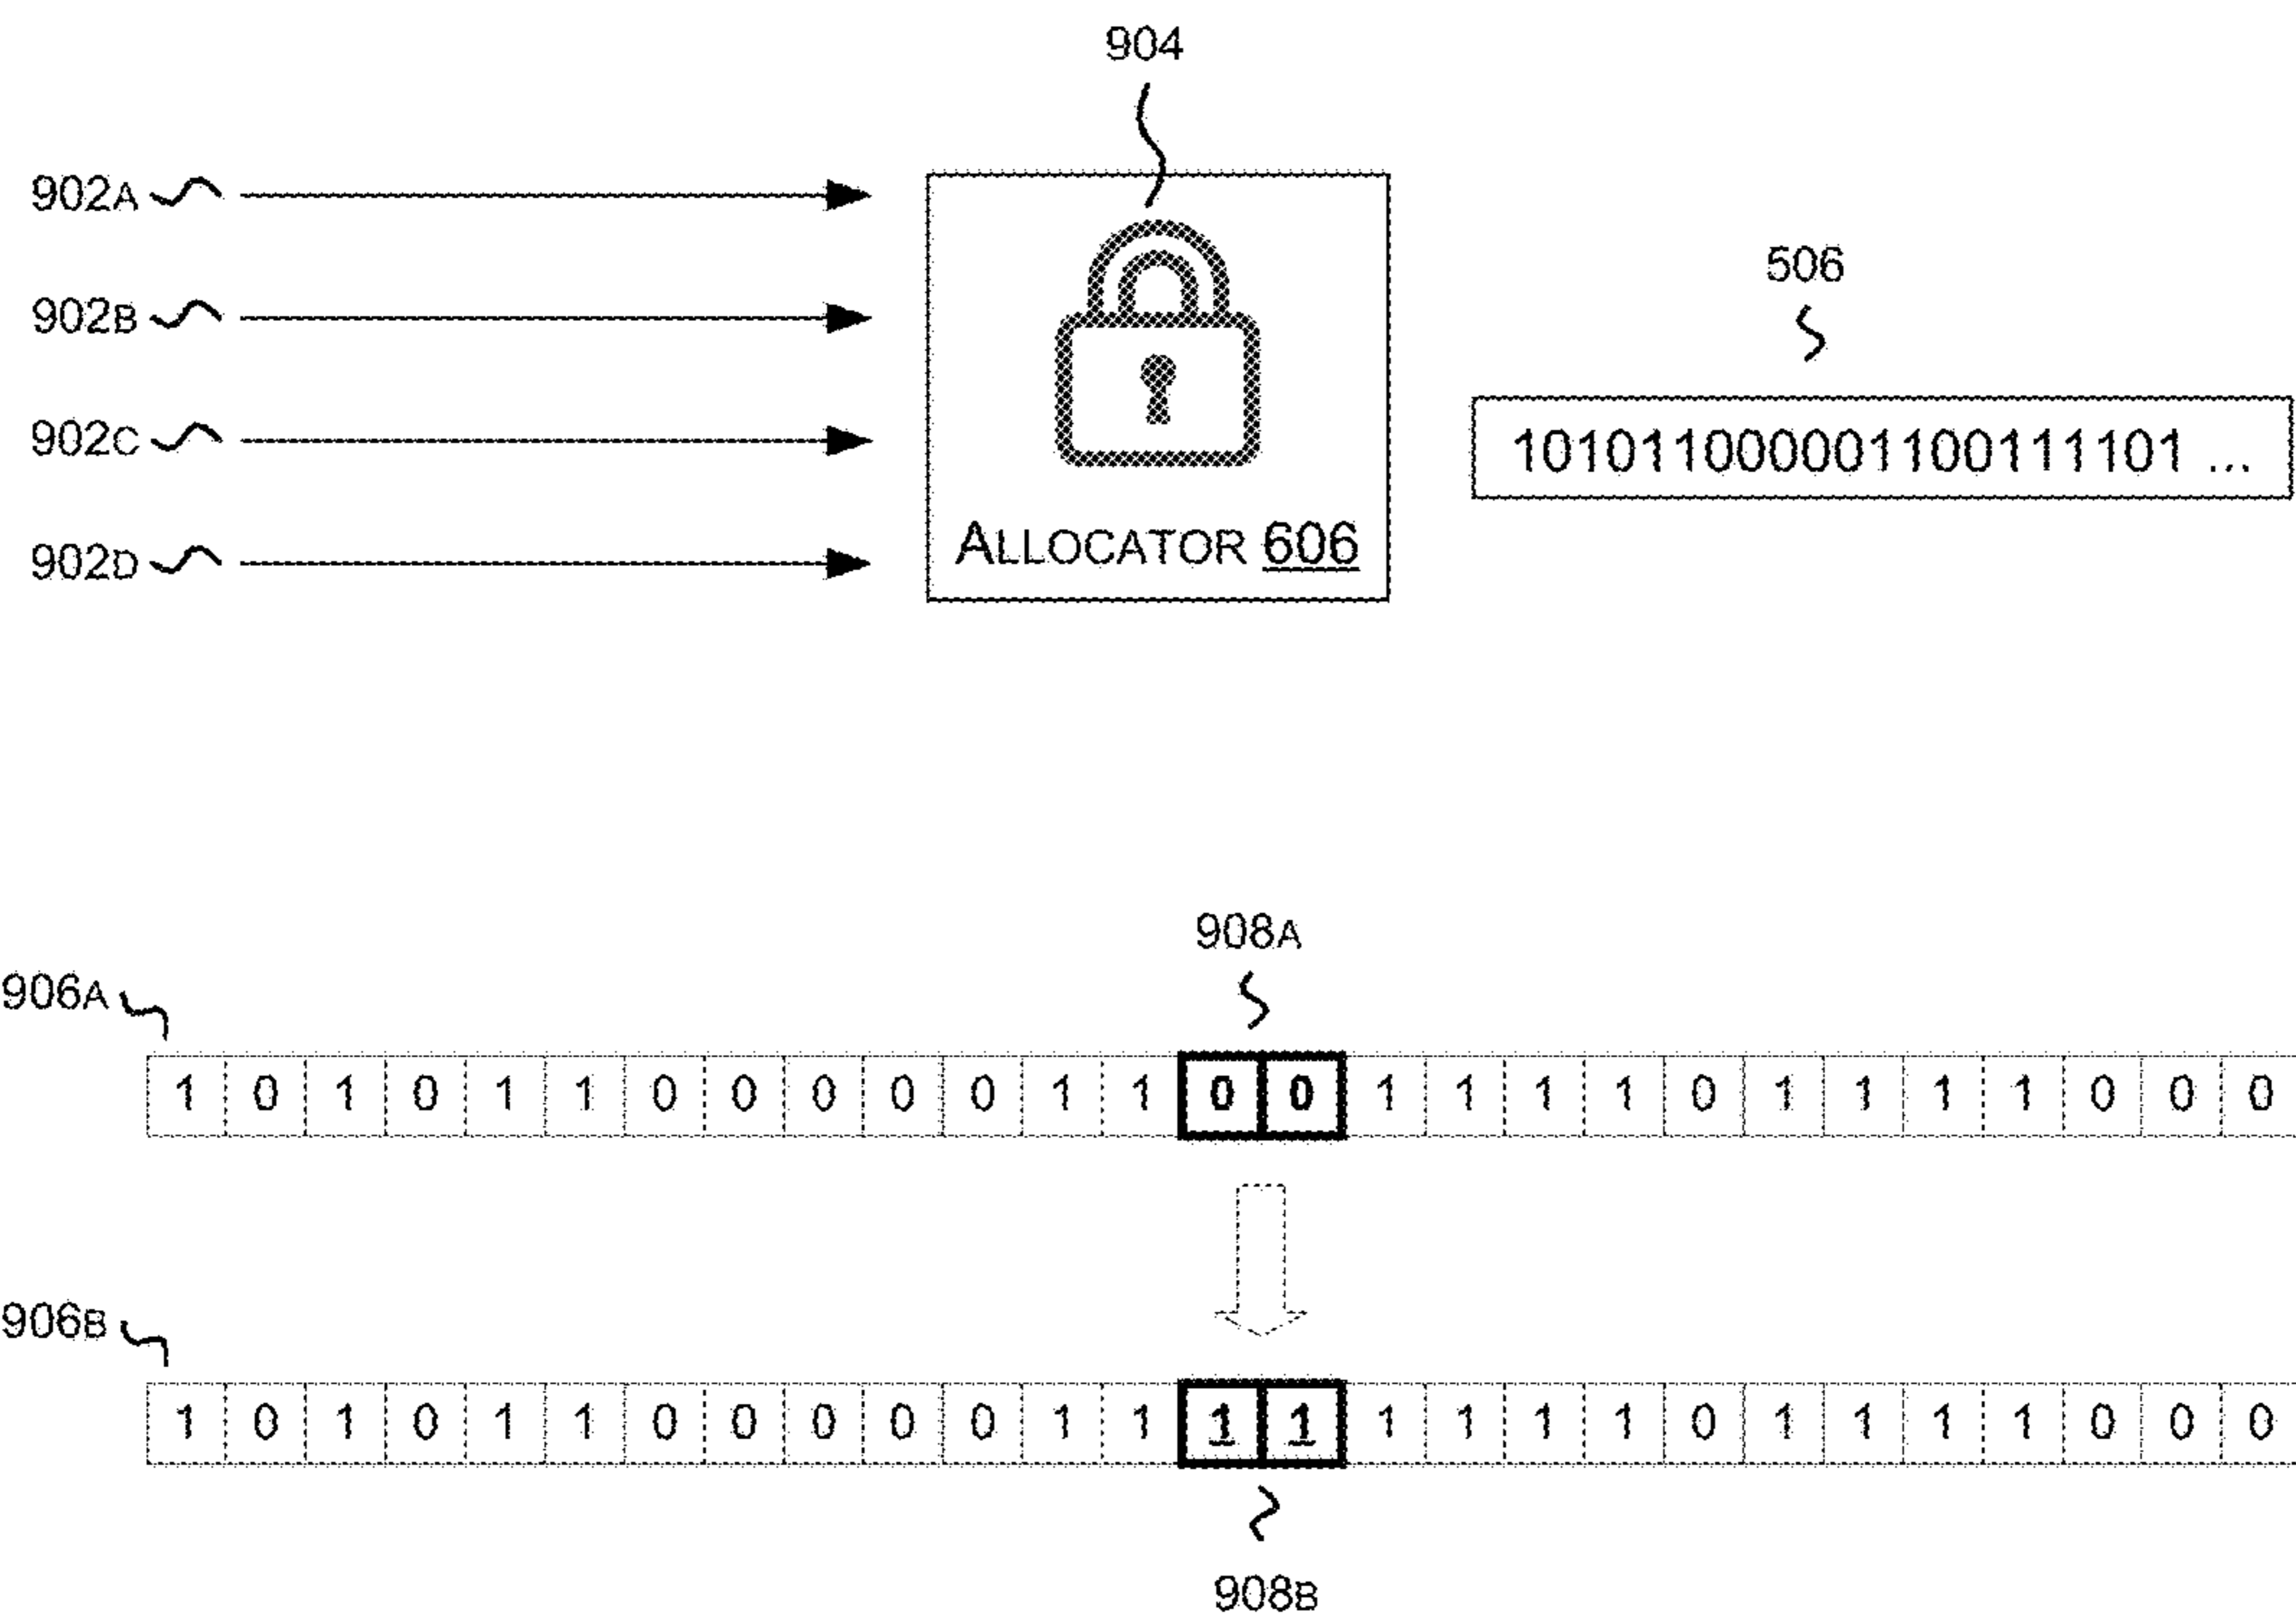 904
902A
902B
902C
902D
506
101011000001100111101 ...
ALLOCATOR 606
908A
906A
1 0 1 0 1 1 0 0 0 0 0 1 1 0 0 1 1 1 1 0 1 1 1 1 0 0 0
906B
1 0 1 0 1 1 0 0 0 0 0 1 1 1 1 1 1 1 1 0 1 1 1 1 0 0 0
908B